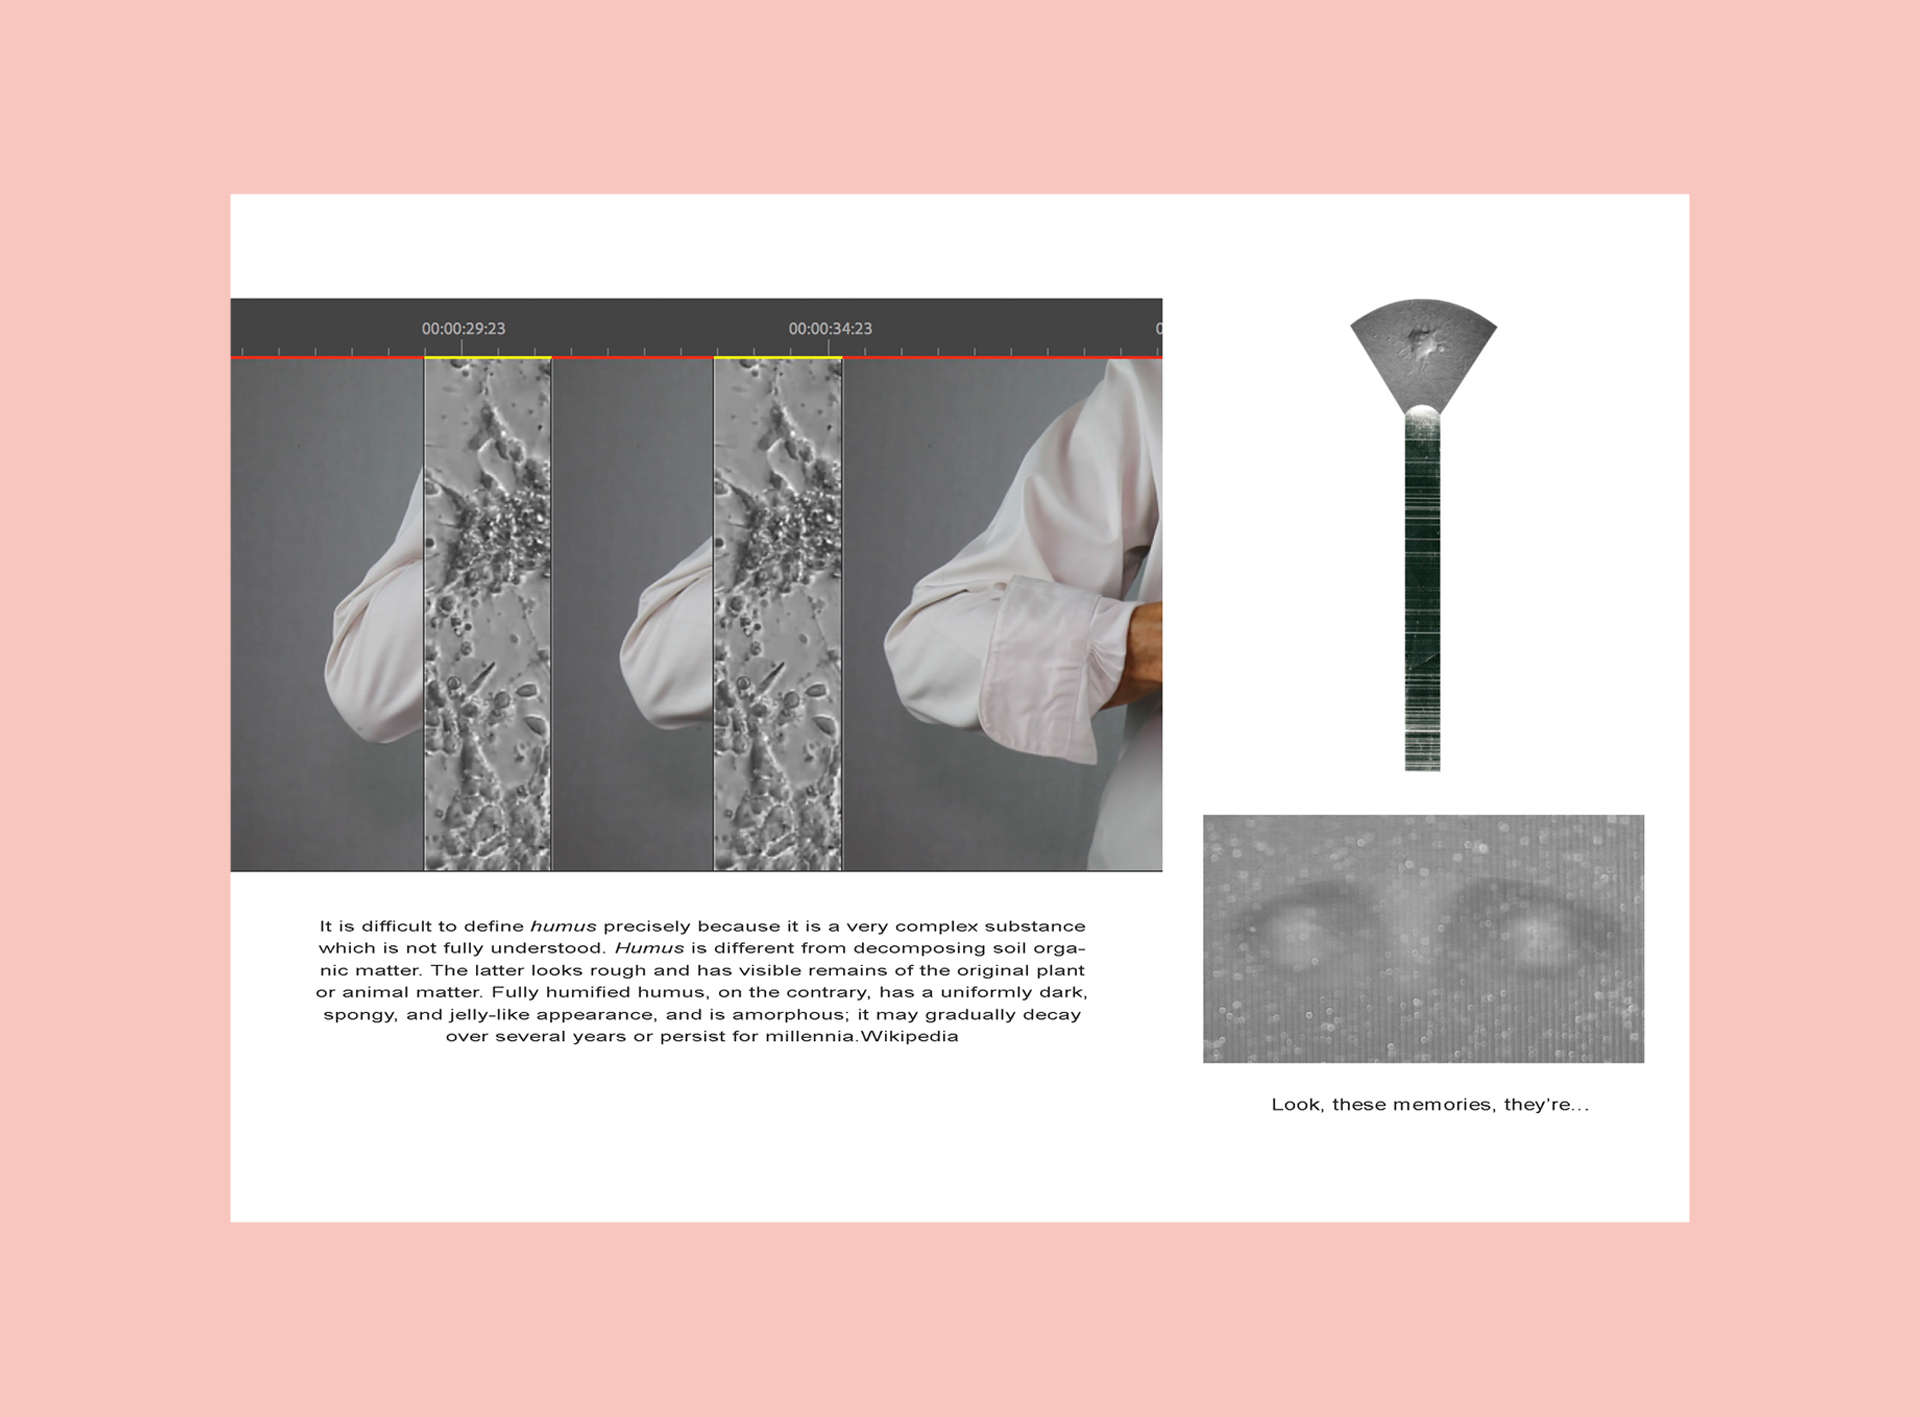 00:00:29:23 00:00:34:23 0
It is difficult to define humus precisely because it is a very complex substance
which is not fully understood. Humus is different from decomposing soil orga-
nic matter. The latter looks rough and has visible remains of the original plant
or animal matter. Fully humified humus, on the contrary, has a uniformly dark,
spongy, and jelly-like appearance, and is amorphous; it may gradually decay
over several years or persist for millennia.Wikipedia
Look, these memories, they’re...